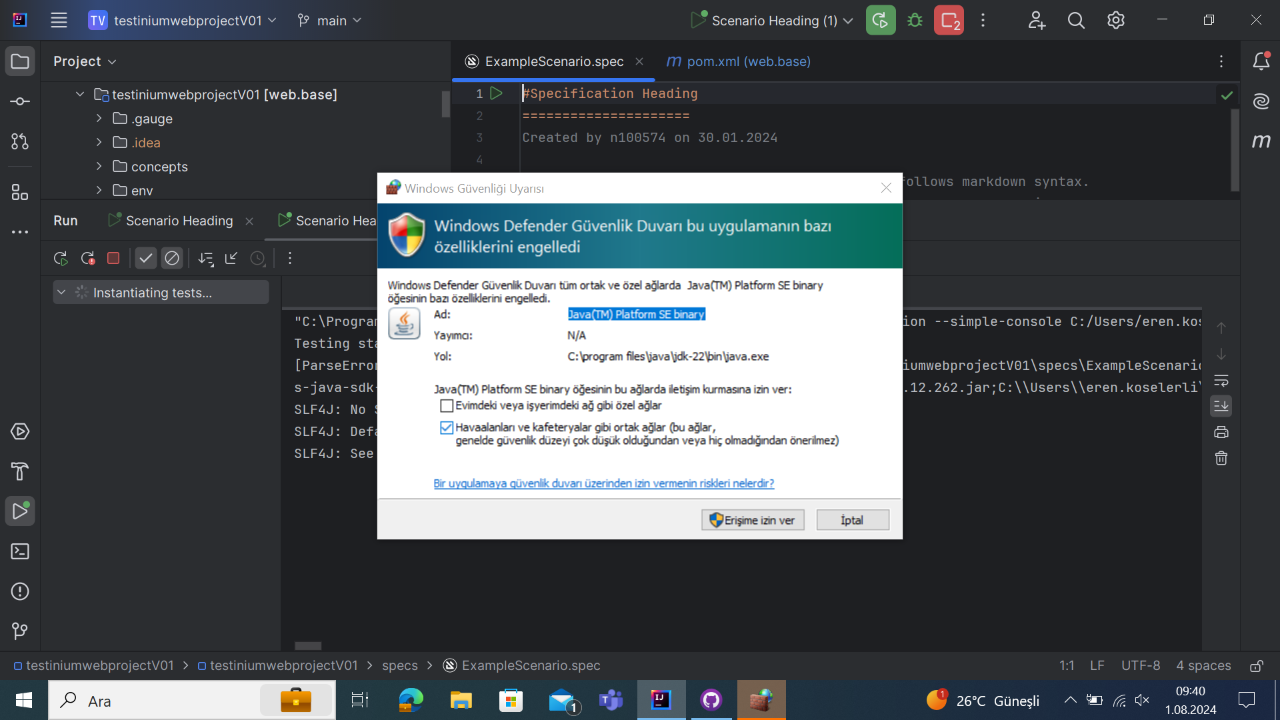 TV testiniumwebprojectV01 main Scenario Heading (1) 2
Project ExampleScenario.spec m pom.xml (web.base)
testiniumwebprojectV01 [web.base]
.gauge
.idea
concepts
env
1 #Specification Heading
2 =====================
3 Created by n100574 on 30.01.2024
4
follows markdown syntax.
Run Scenario Heading Scenario Hea
Instantiating tests...
Windows Güvenliği Uyarısı
Windows Defender Güvenlik Duvarı bu uygulamanın bazı
özelliklerini engelledi
Windows Defender Güvenlik Duvarı tüm ortak ve özel ağlarda Java(TM) Platform SE binary
öğesinin bazı özelliklerini engelledi.
Ad: Java(TM) Platform SE binary
Yayımcı: N/A
Yol: C:\program files\java\jdk-22\bin\java.exe
Java(TM) Platform SE binary öğesinin bu ağlarda iletişim kurmasına izin ver:
Evimdeki veya işyerimdeki ağ gibi özel ağlar
Havaalanları ve kafeteryalar gibi ortak ağlar (bu ağlar,
genelde güvenlik düzeyi çok düşük olduğundan veya hiç olmadığından önerilmez)
Bir uygulamaya güvenlik duvarı üzerinden izin vermenin riskleri nelerdir?
Erişime izin ver İptal
"C:\Program ion --simple-console C:/Users/eren.kos
Testing sta
[ParseError iumwebprojectV01\specs\ExampleScenari
s-java-sdk- .12.262.jar;C:\\Users\\eren.koselerli\
SLF4J: No S
SLF4J: Defa
SLF4J: See
testiniumwebprojectV01 > testiniumwebprojectV01 > specs > ExampleScenario.spec 1:1 LF UTF-8 4 spaces
Ara 1 1 26°C Güneşli 09:40
1.08.2024